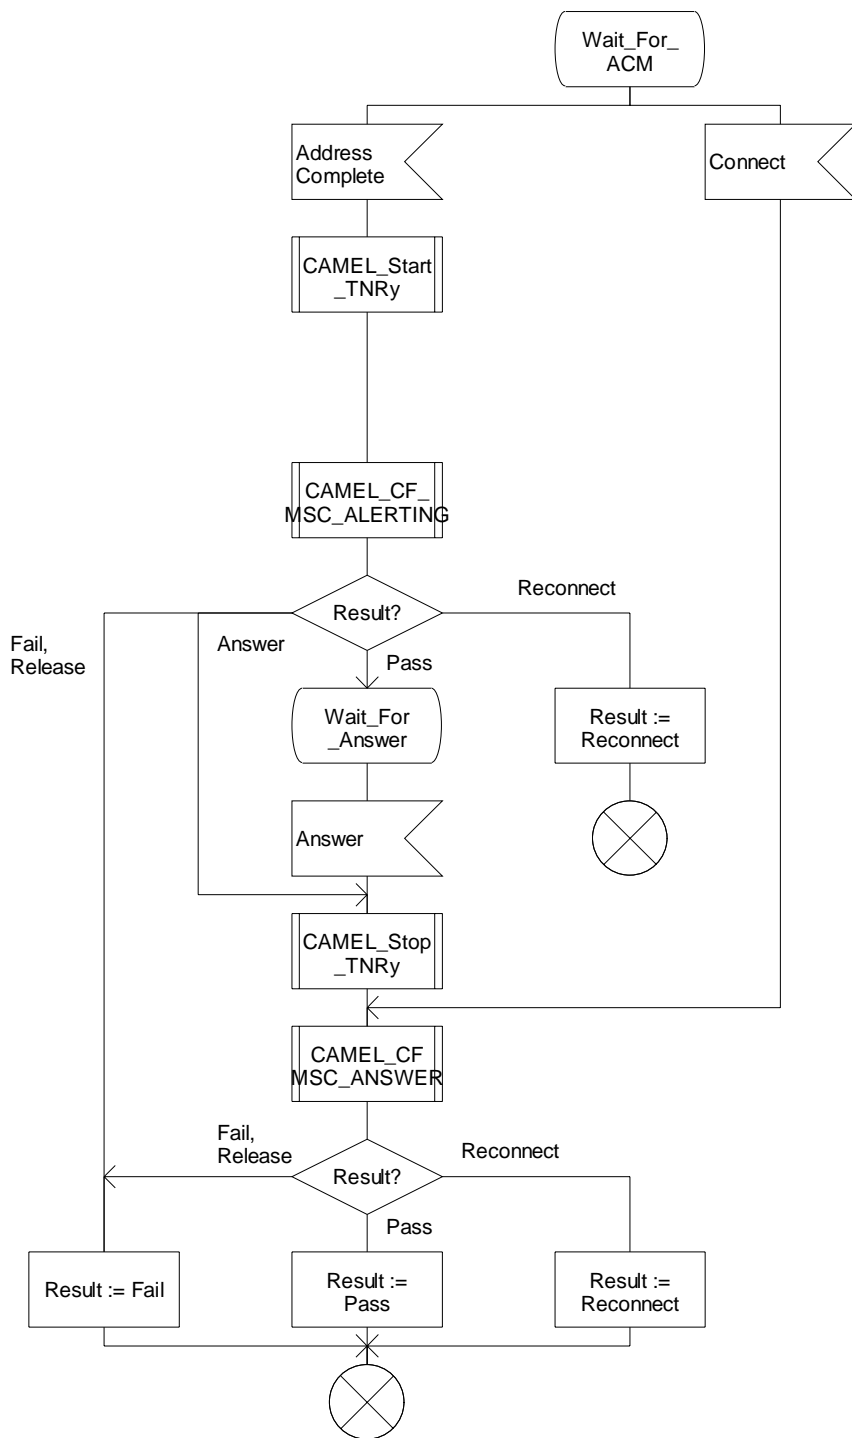 Wait_For_
ACM
Address
Complete
Connect
CAMEL_Start
_TNRy
CAMEL_CF_
MSC_ALERTING
Result?
Reconnect
Fail,
Release
Answer
Pass
Wait_For
_Answer
Result :=
Reconnect
Answer
CAMEL_Stop
_TNRy
CAMEL_CF
MSC_ANSWER
Fail,
Release
Result?
Reconnect
Pass
Result := Fail
Result :=
Pass
Result :=
Reconnect